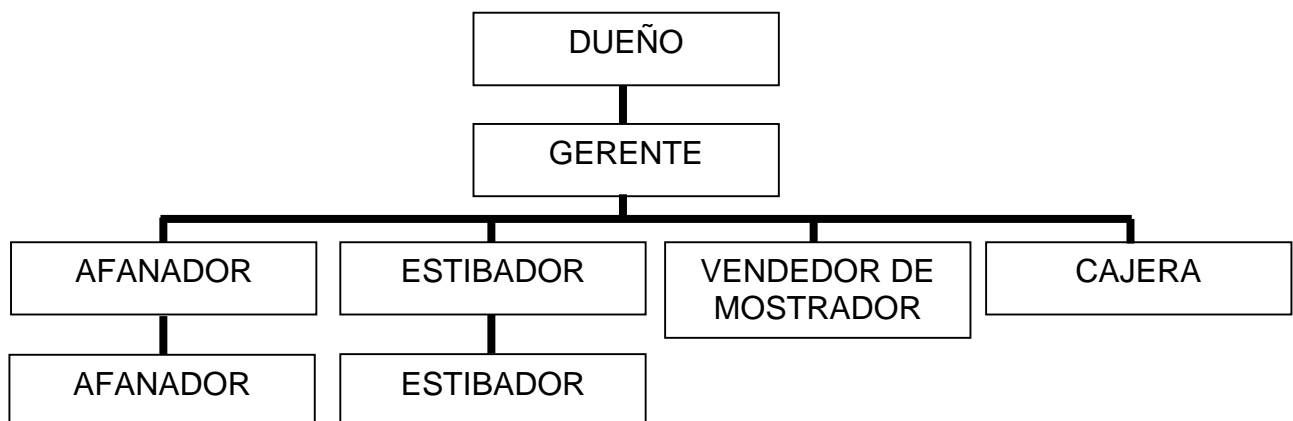 DUEÑO
GERENTE
AFANADOR
ESTIBADOR
VENDEDOR DE
MOSTRADOR
CAJERA
AFANADOR
ESTIBADOR